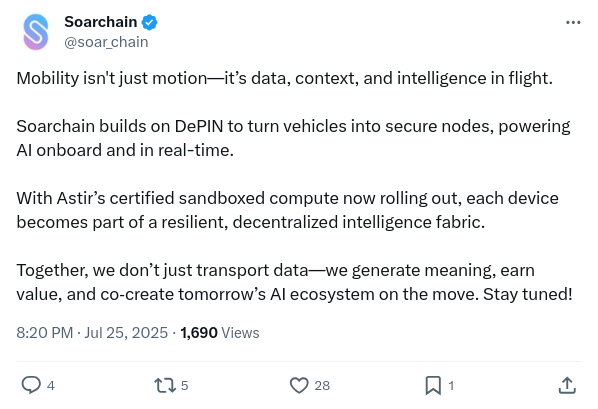 Soarchain
@soar_chain
Mobility isn't just motion—it’s data, context, and intelligence in flight.
Soarchain builds on DePIN to turn vehicles into secure nodes, powering
AI onboard and in real-time.
With Astir’s certified sandboxed compute now rolling out, each device
becomes part of a resilient, decentralized intelligence fabric.
Together, we don’t just transport data—we generate meaning, earn
value, and co-create tomorrow’s AI ecosystem on the move. Stay tuned!
8:20 PM · Jul 25, 2025 · 1,690 Views
4 5 28 1